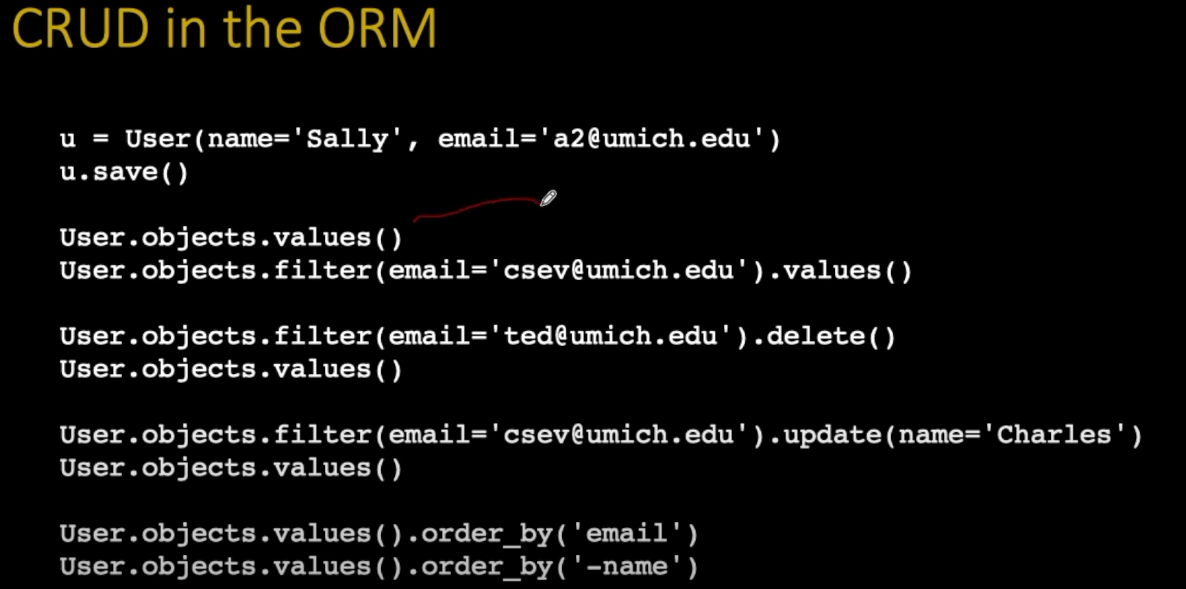 CRUD in the ORM
u = User(name='Sally', email='a2@umich.edu')
u.save()
User.objects.values()
User.objects.filter(email='csev@umich.edu').values()
User.objects.filter(email='ted@umich.edu').delete()
User.objects.values()
User.objects.filter(email='csev@umich.edu').update(name='Charles')
User.objects.values()
User.objects.values().order_by('email')
User.objects.values().order_by('-name')